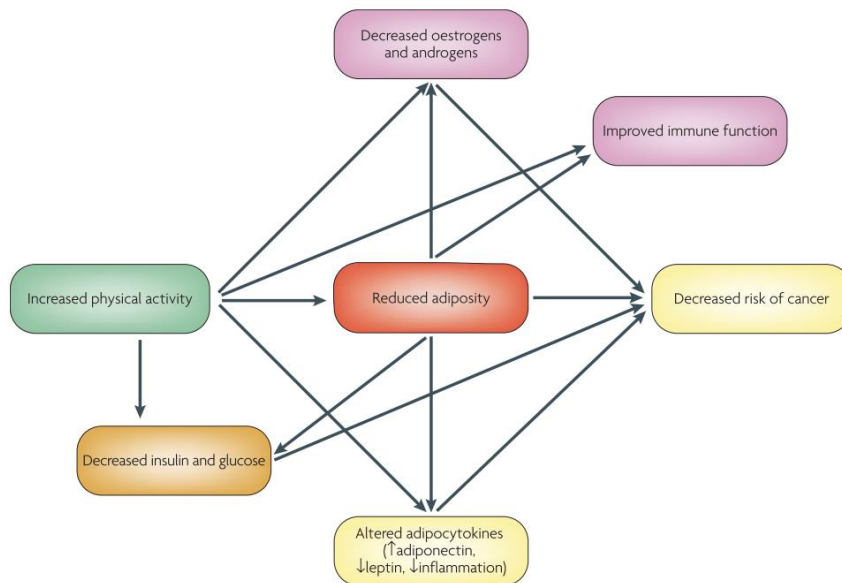 Decreased oestrogens
and androgens
Improved immune function
Increased physical activity
Reduced adiposity
Decreased risk of cancer
Decreased insulin and glucose
Altered adipocytokines
(↑adiponectin,
↓leptin, ↓inflammation)